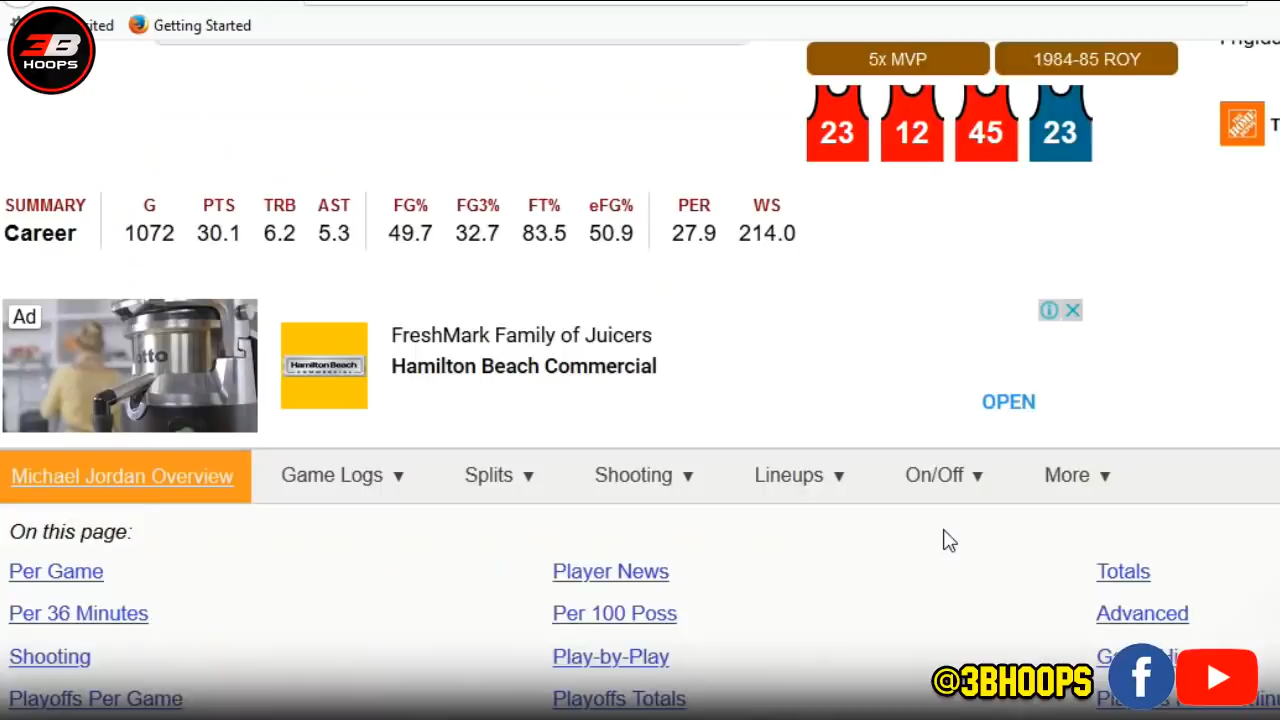 3B
HOOPS
Getting Started
5x MVP
1984-85 ROY
23 12 45 23
SUMMARY G PTS TRB AST FG% FG3% FT% eFG% PER WS
Career 1072 30.1 6.2 5.3 49.7 32.7 83.5 50.9 27.9 214.0
Ad
FreshMark Family of Juicers
Hamilton Beach
COMMERCIAL
Hamilton Beach Commercial
OPEN
Michael Jordan Overview Game Logs ▼ Splits ▼ Shooting ▼ Lineups ▼ On/Off ▼ More ▼
On this page:
Per Game Player News Totals
Per 36 Minutes Per 100 Poss Advanced
Shooting Play-by-Play
@3BHOOPS
Playoffs Per Game Playoffs Totals